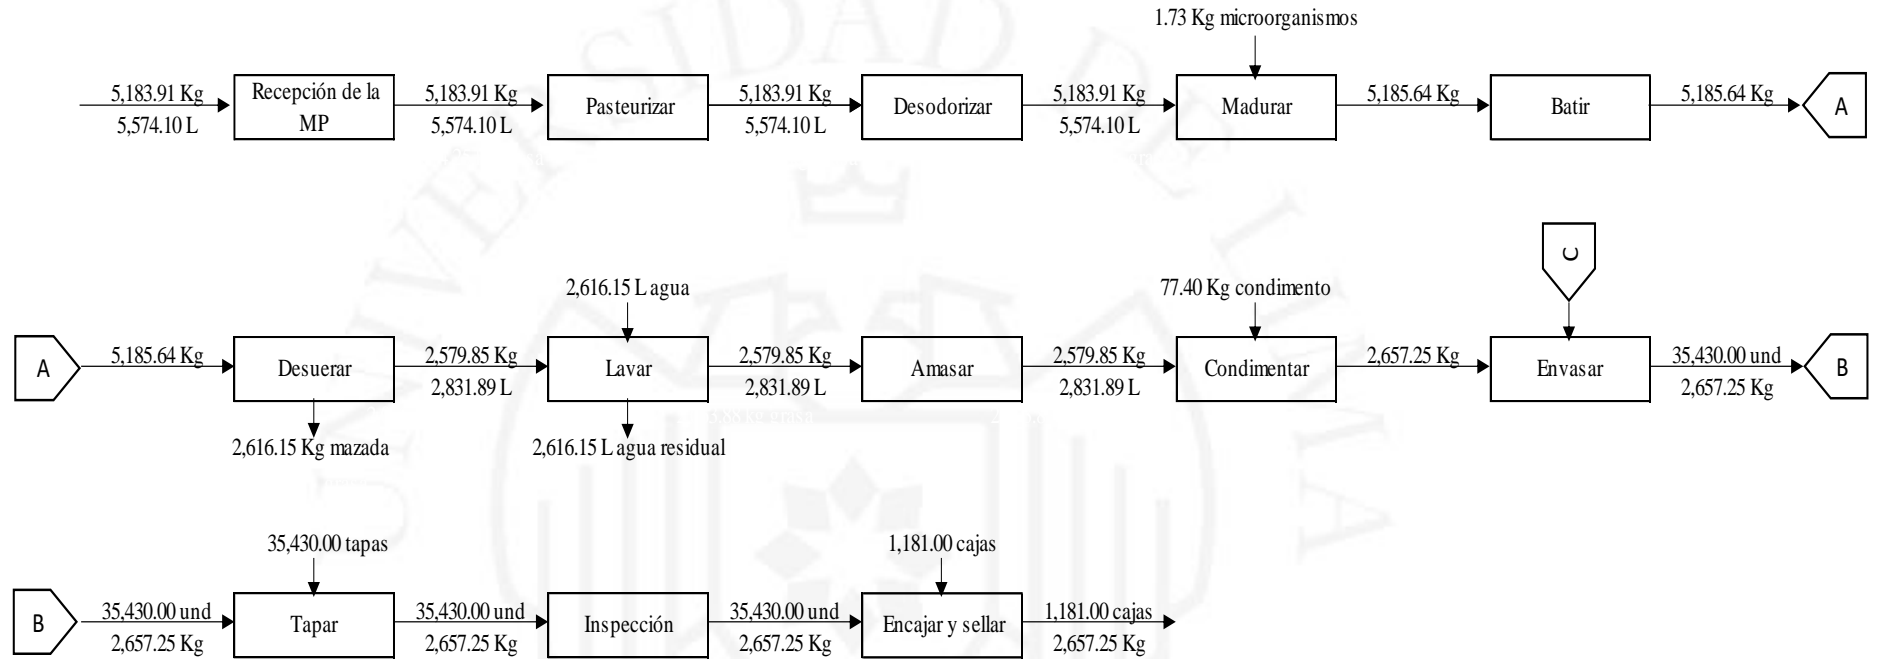 1.73 Kg microorganismos
5,183.91 Kg
5,574.10 L
Recepción de la
MP
5,183.91 Kg
5,574.10 L
Pasteurizar
5,183.91 Kg
5,574.10 L
Desodorizar
5,183.91 Kg
5,574.10 L
Madurar
5,185.64 Kg
Batir
5,185.64 Kg
A
C
2,616.15 L agua
77.40 Kg condimento
A
5,185.64 Kg
Desuerar
2,579.85 Kg
2,831.89 L
Lavar
2,579.85 Kg
2,831.89 L
Amasar
2,579.85 Kg
2,831.89 L
Condimentar
2,657.25 Kg
Envasar
35,430.00 und
2,657.25 Kg
B
2,616.15 Kg mazada
2,616.15 L agua residual
35,430.00 tapas
1,181.00 cajas
B
35,430.00 und
2,657.25 Kg
Tapar
35,430.00 und
2,657.25 Kg
Inspección
35,430.00 und
2,657.25 Kg
Encajar y sellar
1,181.00 cajas
2,657.25 Kg
UNIVERSIDAD DE LIMA